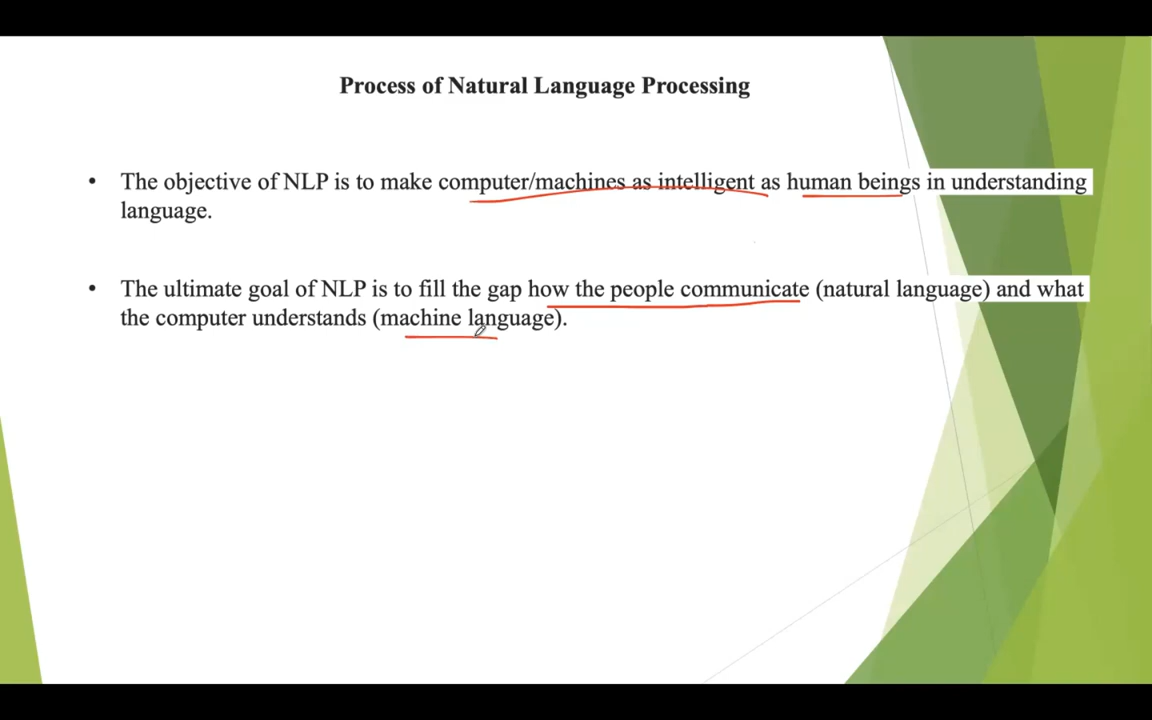 Process of Natural Language Processing
• The objective of NLP is to make computer/machines as intelligent as human beings in understanding
language.
• The ultimate goal of NLP is to fill the gap how the people communicate (natural language) and what
the computer understands (machine language).